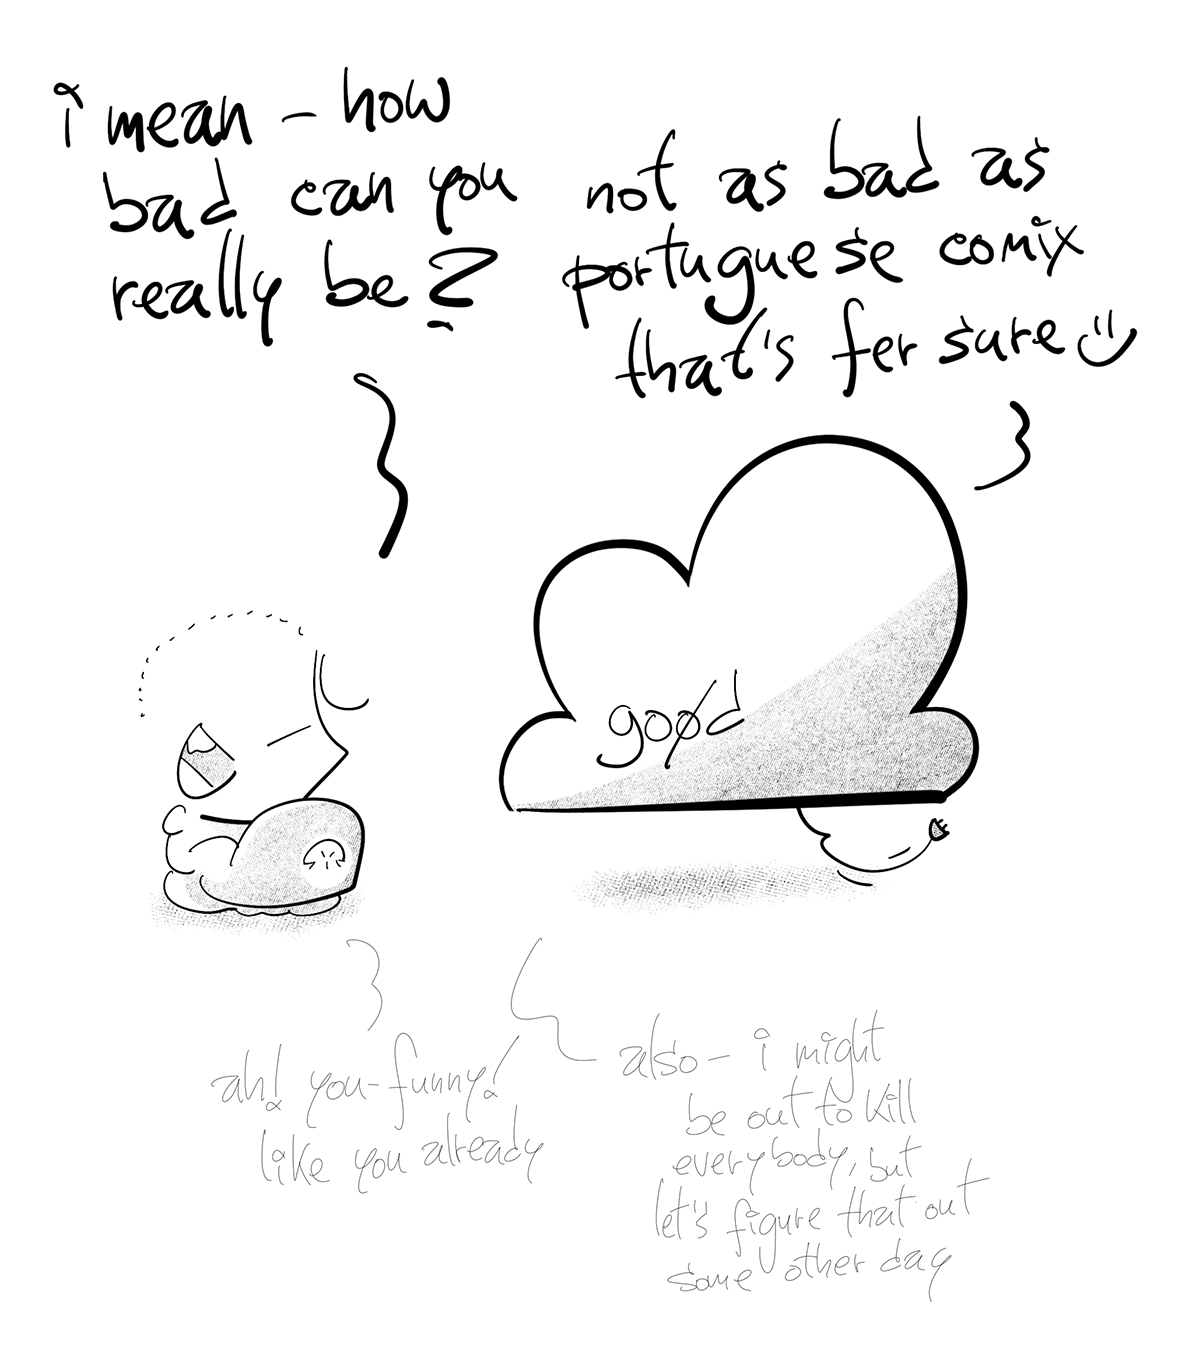 i mean – how
bad can you
really be?
not as bad as
portuguese comix
that's fer sure
goød
ah! you-funny!
like you already
also – i might
be out to kill
everybody, but
let's figure that out
some other day